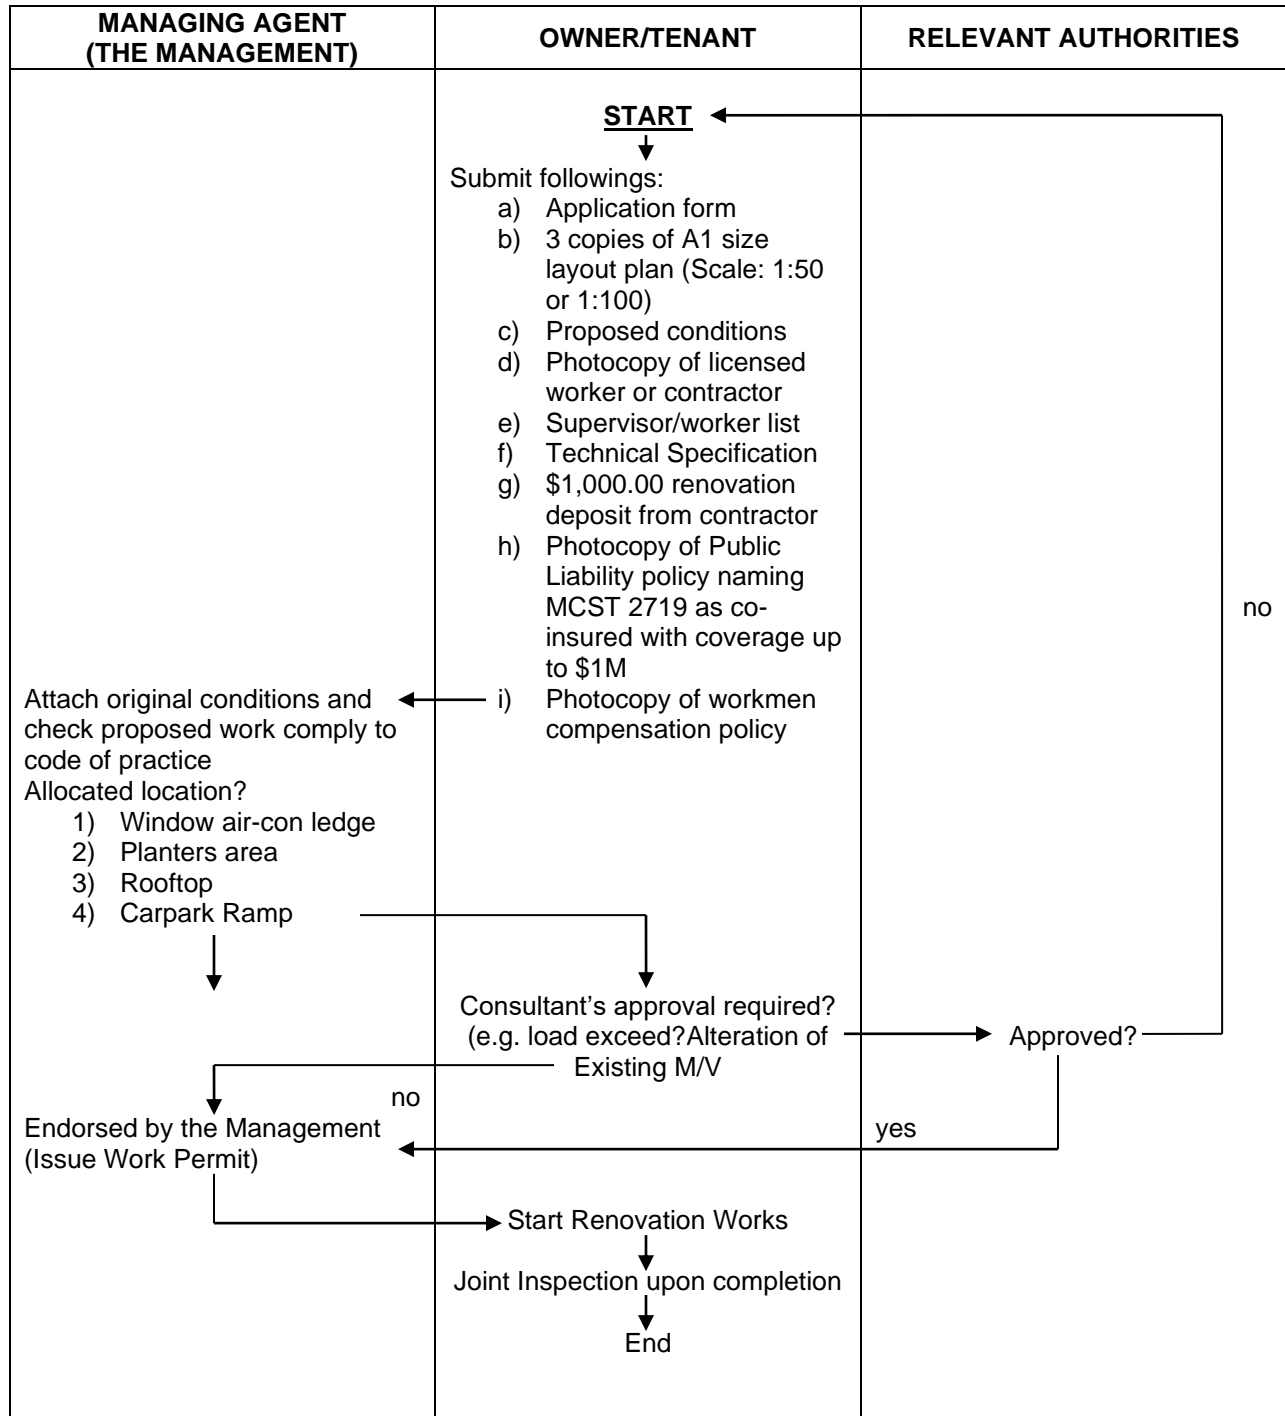 MANAGING AGENT
(THE MANAGEMENT)
OWNER/TENANT
RELEVANT AUTHORITIES
START
Submit followings:
a) Application form
b) 3 copies of A1 size
layout plan (Scale: 1:50
or 1:100)
c) Proposed conditions
d) Photocopy of licensed
worker or contractor
e) Supervisor/worker list
f) Technical Specification
g) $1,000.00 renovation
deposit from contractor
h) Photocopy of Public
Liability policy naming
MCST 2719 as co-
insured with coverage up
to $1M
i) Photocopy of workmen
compensation policy
no
Attach original conditions and
check proposed work comply to
code of practice
Allocated location?
1) Window air-con ledge
2) Planters area
3) Rooftop
4) Carpark Ramp
Consultant’s approval required?
(e.g. load exceed?Alteration of
Existing M/V
Approved?
no
yes
Endorsed by the Management
(Issue Work Permit)
Start Renovation Works
Joint Inspection upon completion
End